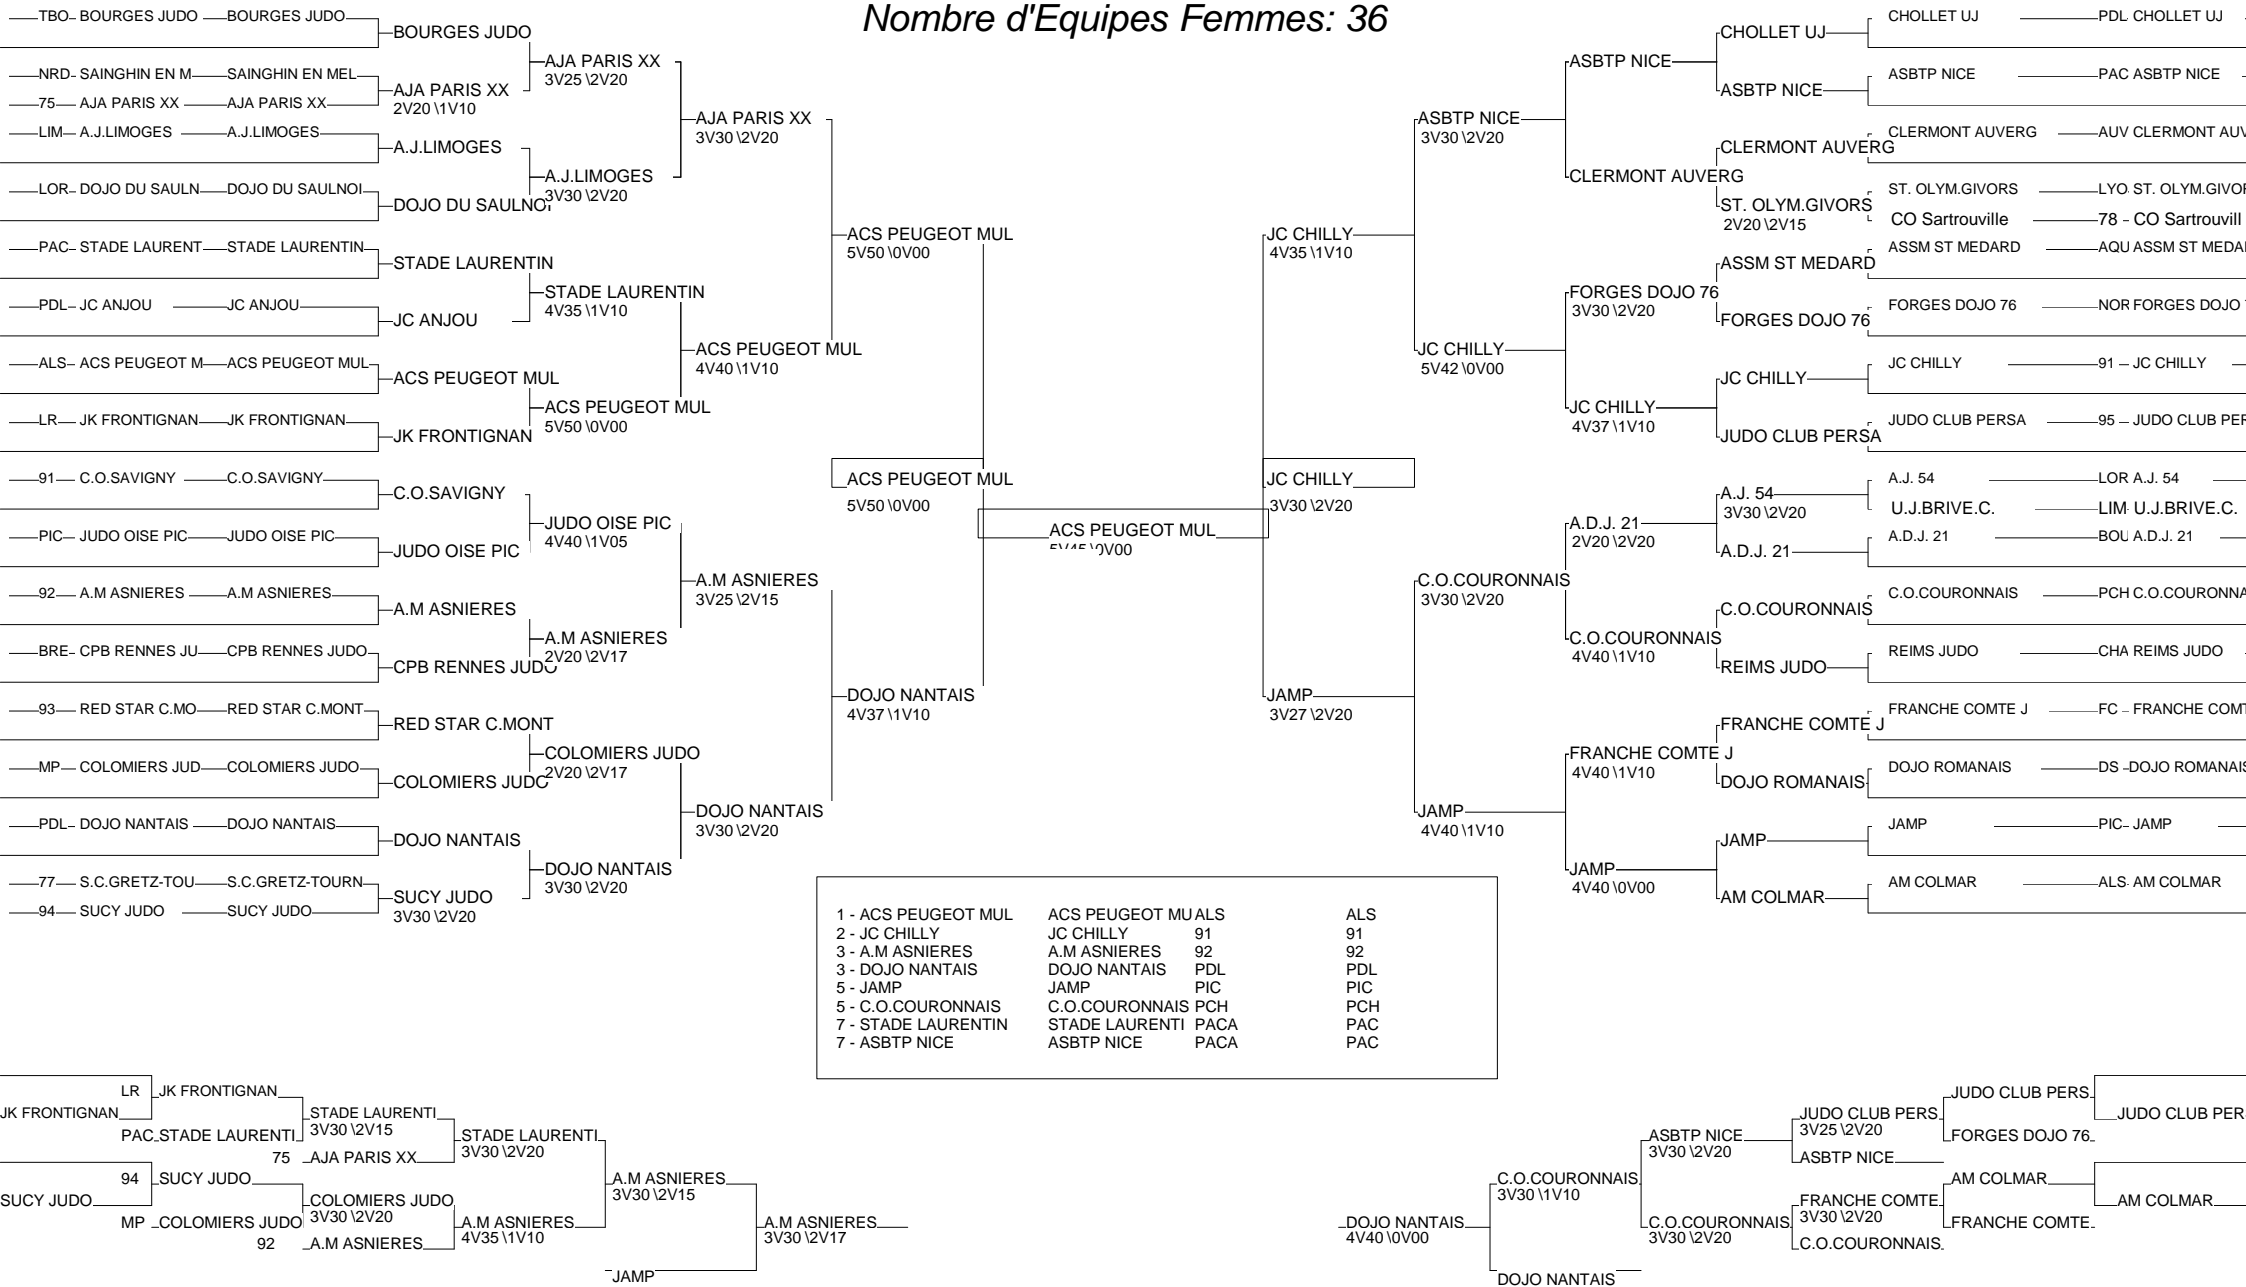 Nombre d'Equipes Femmes: 36
TBO BOURGES JUDO BOURGES JUDO
BOURGES JUDO
AJA PARIS XX
3V25 \2V20
NRD SAINGHIN EN M SAINGHIN EN MEL
AJA PARIS XX
2V20 \1V10
75 AJA PARIS XX AJA PARIS XX
AJA PARIS XX
3V30 \2V20
LIM A.J.LIMOGES A.J.LIMOGES
A.J.LIMOGES
A.J.LIMOGES
3V30 \2V20
LOR DOJO DU SAULN DOJO DU SAULNOI
DOJO DU SAULNOI
ACS PEUGEOT MUL
5V50 \0V00
PAC STADE LAURENT STADE LAURENTIN
STADE LAURENTIN
STADE LAURENTIN
4V35 \1V10
PDL JC ANJOU JC ANJOU
JC ANJOU
ACS PEUGEOT MUL
4V40 \1V10
ALS ACS PEUGEOT M ACS PEUGEOT MUL
ACS PEUGEOT MUL
ACS PEUGEOT MUL
5V50 \0V00
LR JK FRONTIGNAN JK FRONTIGNAN
JK FRONTIGNAN
ACS PEUGEOT MUL
5V50 \0V00
91 C.O.SAVIGNY C.O.SAVIGNY
C.O.SAVIGNY
JUDO OISE PIC
4V40 \1V05
PIC JUDO OISE PIC JUDO OISE PIC
JUDO OISE PIC
A.M ASNIERES
3V25 \2V15
92 A.M ASNIERES A.M ASNIERES
A.M ASNIERES
A.M ASNIERES
2V20 \2V17
BRE CPB RENNES JU CPB RENNES JUDO
CPB RENNES JUDO
DOJO NANTAIS
4V37 \1V10
93 RED STAR C.MO RED STAR C.MONT
RED STAR C.MONT
COLOMIERS JUDO
2V20 \2V17
MP COLOMIERS JUD COLOMIERS JUDO
COLOMIERS JUDO
DOJO NANTAIS
3V30 \2V20
PDL DOJO NANTAIS DOJO NANTAIS
DOJO NANTAIS
DOJO NANTAIS
3V30 \2V20
77 S.C.GRETZ-TOU S.C.GRETZ-TOURN
SUCY JUDO
3V30 \2V20
94 SUCY JUDO SUCY JUDO
ACS PEUGEOT MUL
5V45 \0V00
CHOLLET UJ
CHOLLET UJ PDL CHOLLET UJ
ASBTP NICE
ASBTP NICE
ASBTP NICE PAC ASBTP NICE
ASBTP NICE
3V30 \2V20
CLERMONT AUVERG
CLERMONT AUVERG AUV CLERMONT AUV
CLERMONT AUVERG
ST. OLYM.GIVORS
2V20 \2V15
ST. OLYM.GIVORS LYO ST. OLYM.GIVOR
CO Sartrouville 78 - CO Sartrouvill
JC CHILLY
4V35 \1V10
ASSM ST MEDARD
ASSM ST MEDARD AQU ASSM ST MEDA
FORGES DOJO 76
3V30 \2V20
FORGES DOJO 76
FORGES DOJO 76 NOR FORGES DOJO
JC CHILLY
5V42 \0V00
JC CHILLY
JC CHILLY 91 JC CHILLY
JC CHILLY
4V37 \1V10
JUDO CLUB PERSA
JUDO CLUB PERSA 95 JUDO CLUB PER
JC CHILLY
3V30 \2V20
A.J. 54
3V30 \2V20
A.J. 54 LOR A.J. 54
U.J.BRIVE.C. LIM U.J.BRIVE.C.
A.D.J. 21
2V20 \2V20
A.D.J. 21
A.D.J. 21 BOU A.D.J. 21
C.O.COURONNAIS
3V30 \2V20
C.O.COURONNAIS
C.O.COURONNAIS PCH C.O.COURONNA
C.O.COURONNAIS
4V40 \1V10
REIMS JUDO
REIMS JUDO CHA REIMS JUDO
JAMP
3V27 \2V20
FRANCHE COMTE J
FRANCHE COMTE J FC FRANCHE COMT
FRANCHE COMTE J
4V40 \1V10
DOJO ROMANAIS
DOJO ROMANAIS DS DOJO ROMANAIS
JAMP
4V40 \1V10
JAMP
JAMP PIC JAMP
JAMP
4V40 \0V00
AM COLMAR
AM COLMAR ALS AM COLMAR
1 - ACS PEUGEOT MUL ACS PEUGEOT MU ALS ALS
2 - JC CHILLY JC CHILLY 91 91
3 - A.M ASNIERES A.M ASNIERES 92 92
3 - DOJO NANTAIS DOJO NANTAIS PDL PDL
5 - JAMP JAMP PIC PIC
5 - C.O.COURONNAIS C.O.COURONNAIS PCH PCH
7 - STADE LAURENTIN STADE LAURENTI PACA PAC
7 - ASBTP NICE ASBTP NICE PACA PAC
LR JK FRONTIGNAN
JK FRONTIGNAN
STADE LAURENTI
3V30 \2V15
PAC STADE LAURENTI
STADE LAURENTI
3V30 \2V20
75 AJA PARIS XX
94 SUCY JUDO
A.M ASNIERES
3V30 \2V15
SUCY JUDO
COLOMIERS JUDO
3V30 \2V20
MP COLOMIERS JUDO
A.M ASNIERES
4V35 \1V10
A.M ASNIERES
3V30 \2V17
92 A.M ASNIERES
JAMP
JUDO CLUB PERS
JUDO CLUB PERS
3V25 \2V20
JUDO CLUB PER
ASBTP NICE
3V30 \2V20
FORGES DOJO 76
ASBTP NICE
C.O.COURONNAIS
3V30 \1V10
AM COLMAR
FRANCHE COMTE
3V30 \2V20
AM COLMAR
DOJO NANTAIS
4V40 \0V00
C.O.COURONNAIS
3V30 \2V20
FRANCHE COMTE
C.O.COURONNAIS
DOJO NANTAIS